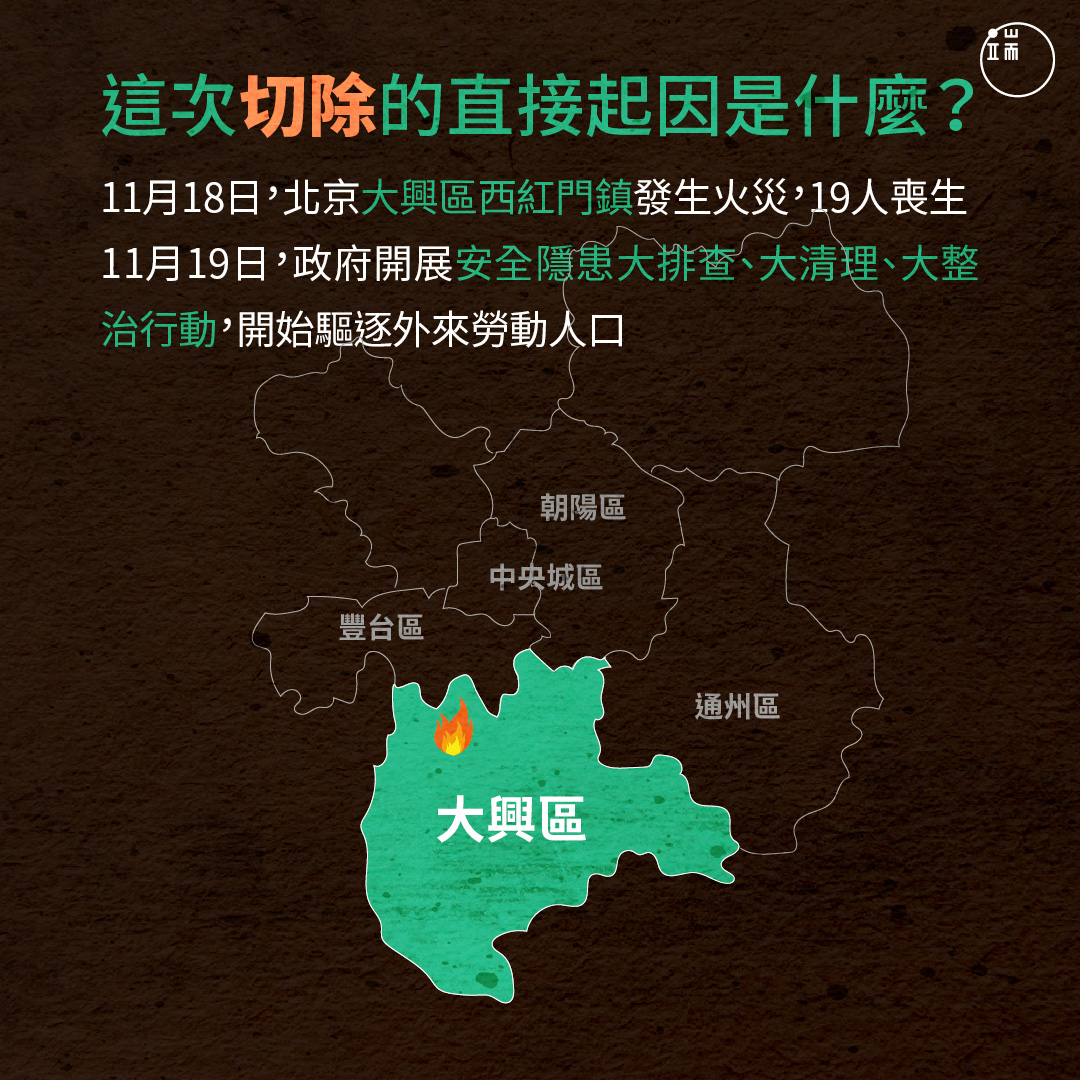 端
這次切除的直接起因是什麼？
11月18日，北京大興區西紅門鎮發生火災，19人喪生
11月19日，政府開展安全隱患大排查、大清理、大整
治行動，開始驅逐外來勞動人口
朝陽區
中央城區
豐台區
通州區
大興區